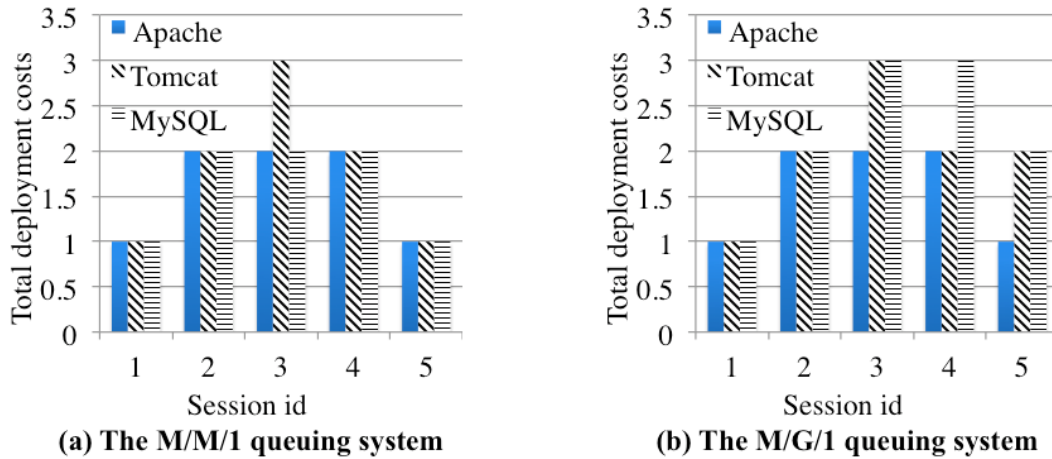 3.5
3
2.5
2
1.5
1
0.5
0
Total deployment costs
Apache
Tomcat
MySQL
1 2 3 4 5
Session id
(a) The M/M/1 queuing system
3.5
3
2.5
2
1.5
1
0.5
0
Total deployment costs
Apache
Tomcat
MySQL
1 2 3 4 5
Session id
(b) The M/G/1 queuing system